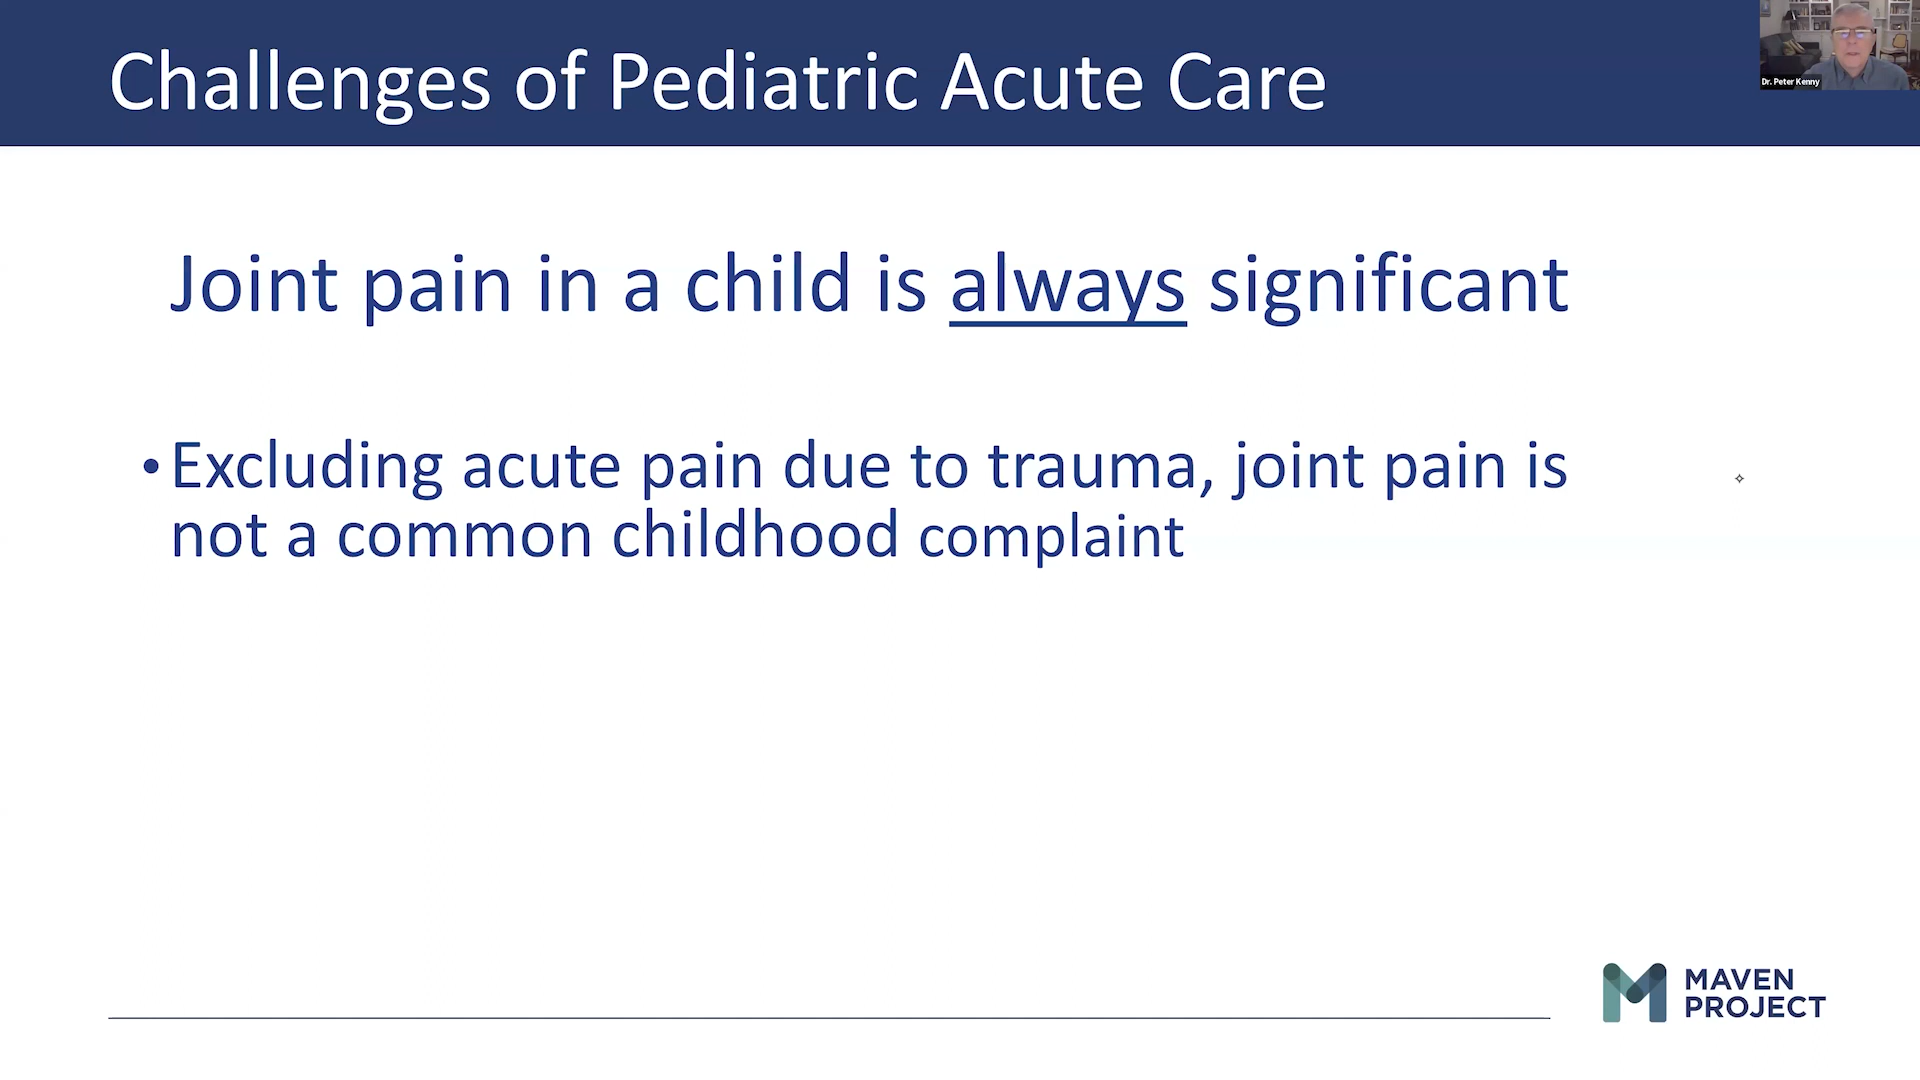 Challenges of Pediatric Acute Care
Dr. Peter Kenny
Joint pain in a child is always significant
• Excluding acute pain due to trauma, joint pain is
not a common childhood complaint
MAVEN
PROJECT